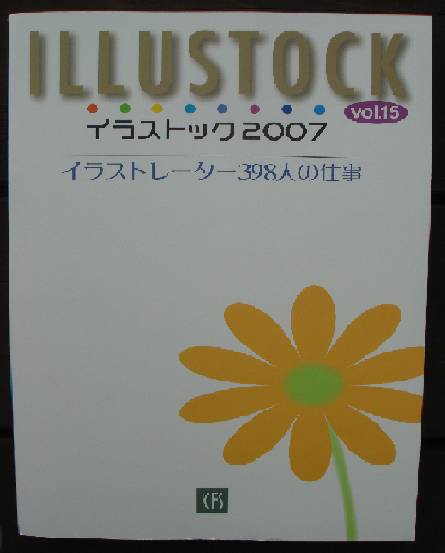 ILLUSTOCK
vol.15
イラストック2007
イラストレーター398人の仕事
CFS